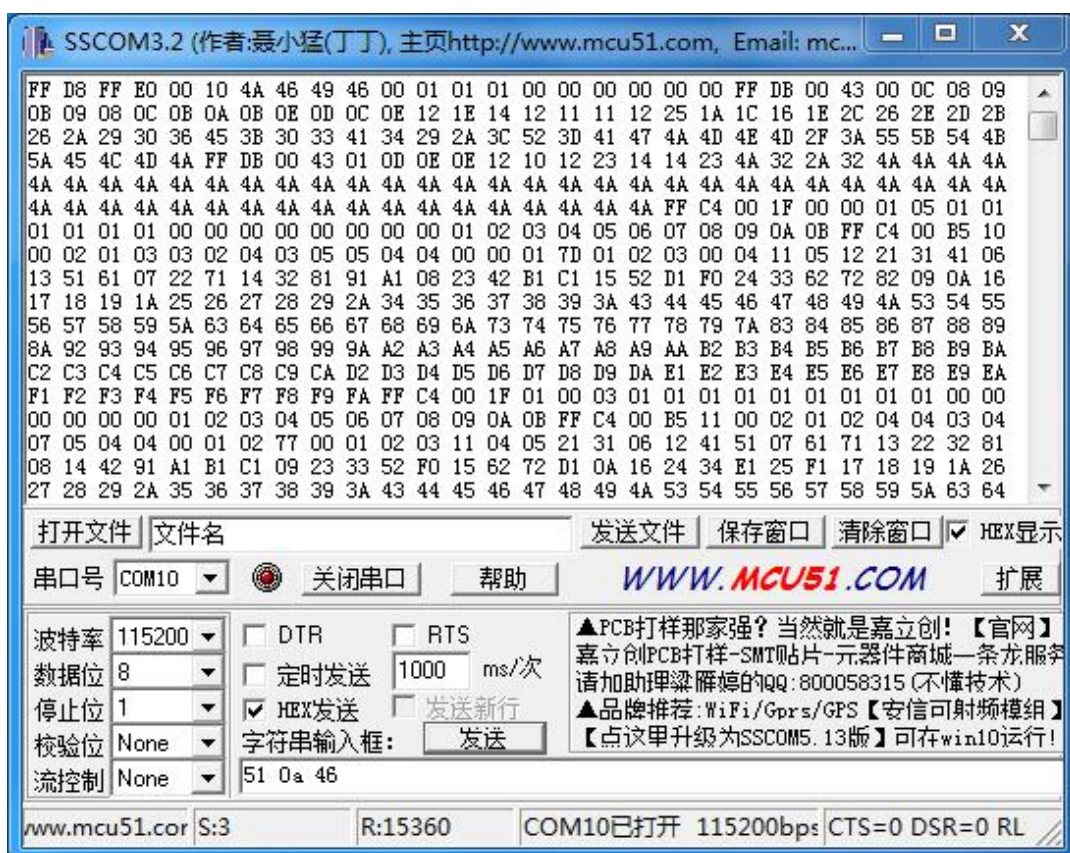 SSCOM3.2 (作者:聂小猛(丁丁), 主页http://www.mcu51.com, Email: mc...
FF D8 FF E0 00 10 4A 46 49 46 00 01 01 01 00 00 00 00 00 00 FF DB 00 43 00 0C 08 09
0B 09 08 0C 0B 0A 0B 0E 0D 0C 0E 12 1E 14 12 11 11 12 25 1A 1C 16 1E 2C 26 2E 2D 2B
26 2A 29 30 36 45 3B 30 33 41 34 29 2A 3C 52 3D 41 47 4A 4D 4E 4D 2F 3A 55 5B 54 4B
5A 45 4C 4D 4A FF DB 00 43 01 0D 0E 0E 12 10 12 23 14 14 23 4A 32 2A 32 4A 4A 4A 4A
4A 4A 4A 4A 4A 4A 4A 4A 4A 4A 4A 4A 4A 4A 4A 4A 4A 4A 4A 4A 4A 4A 4A 4A 4A 4A 4A 4A
4A 4A 4A 4A 4A 4A 4A 4A 4A 4A 4A 4A 4A 4A 4A 4A 4A 4A FF C4 00 1F 00 00 01 05 01 01
01 01 01 01 00 00 00 00 00 00 00 00 01 02 03 04 05 06 07 08 09 0A 0B FF C4 00 B5 10
00 02 01 03 03 02 04 03 05 05 04 04 00 00 01 7D 01 02 03 00 04 11 05 12 21 31 41 06
13 51 61 07 22 71 14 32 81 91 A1 08 23 42 B1 C1 15 52 D1 F0 24 33 62 72 82 09 0A 16
17 18 19 1A 25 26 27 28 29 2A 34 35 36 37 38 39 3A 43 44 45 46 47 48 49 4A 53 54 55
56 57 58 59 5A 63 64 65 66 67 68 69 6A 73 74 75 76 77 78 79 7A 83 84 85 86 87 88 89
8A 92 93 94 95 96 97 98 99 9A A2 A3 A4 A5 A6 A7 A8 A9 AA B2 B3 B4 B5 B6 B7 B8 B9 BA
C2 C3 C4 C5 C6 C7 C8 C9 CA D2 D3 D4 D5 D6 D7 D8 D9 DA E1 E2 E3 E4 E5 E6 E7 E8 E9 EA
F1 F2 F3 F4 F5 F6 F7 F8 F9 FA FF C4 00 1F 01 00 03 01 01 01 01 01 01 01 01 01 00 00
00 00 00 00 01 02 03 04 05 06 07 08 09 0A 0B FF C4 00 B5 11 00 02 01 02 04 04 03 04
07 05 04 04 00 01 02 77 00 01 02 03 11 04 05 21 31 06 12 41 51 07 61 71 13 22 32 81
08 14 42 91 A1 B1 C1 09 23 33 52 F0 15 62 72 D1 0A 16 24 34 E1 25 F1 17 18 19 1A 26
27 28 29 2A 35 36 37 38 39 3A 43 44 45 46 47 48 49 4A 53 54 55 56 57 58 59 5A 63 64
打开文件 文件名 发送文件 保存窗口 清除窗口 HEX显示
串口号 COM10 关闭串口 帮助 WWW.MCU51.COM 扩展
波特率 115200 DTR RTS
数据位 8 定时发送 1000 ms/次
停止位 1 HEX发送 发送新行
校验位 None 字符串输入框: 发送
流控制 None 51 0a 46
▲PCB打样那家强? 当然就是嘉立创! 【官网】
嘉立创PCB打样-SMT贴片-元器件商城—条龙服务
请加助理梁雁婷的QQ:800058315(不懂技术)
▲品牌推荐:WiFi/Gprs/GPS【安信可射频模组】
【点这里升级为SSCOM5.13版】可在win10运行!
www.mcu51.cor S:3 R:15360 COM10已打开 115200bps CTS=0 DSR=0 RL